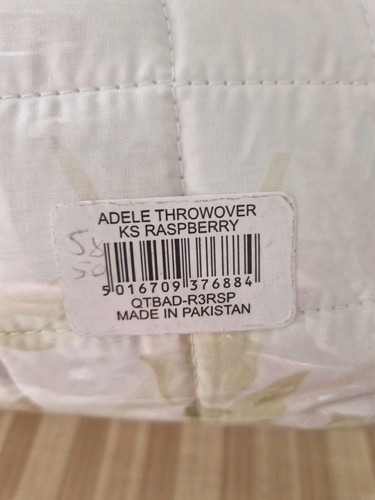 ADELE THROWOVER
KS RASPBERRY
5 016709 376884
QTBAD-R3RSP
MADE IN PAKISTAN